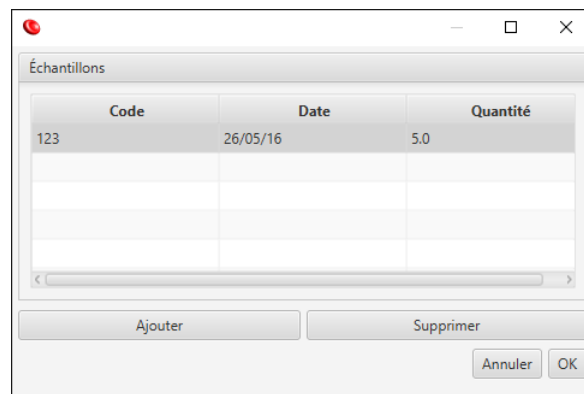 Échantillons
Code Date Quantité
123 26/05/16 5.0
Ajouter Supprimer
Annuler OK